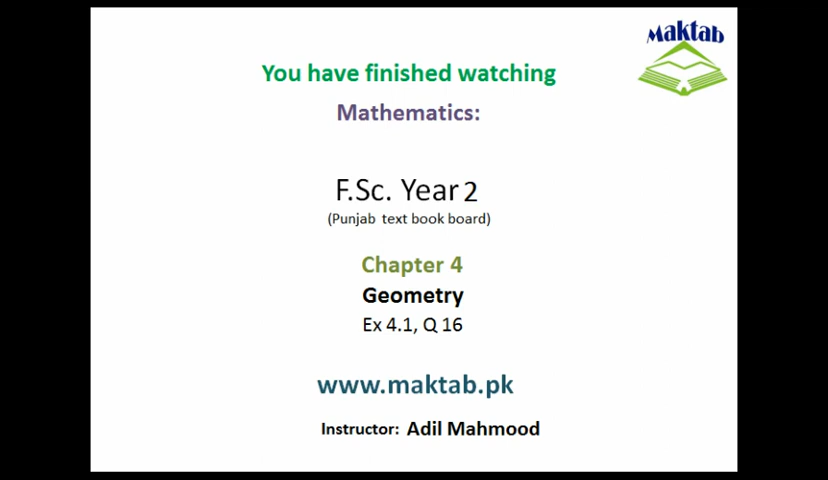 Maktab
You have finished watching
Mathematics:
F.Sc. Year 2
(Punjab text book board)
Chapter 4
Geometry
Ex 4.1, Q 16
www.maktab.pk
Instructor: Adil Mahmood